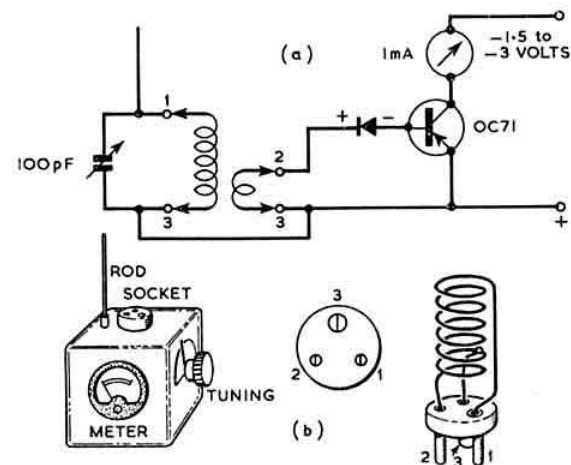 (a)
1mA
-1·5 to
-3 VOLTS
OC71
1
100pF
+ -
2
3
3
+
ROD
SOCKET
TUNING
METER
3
2
1
(b)
2
3
1